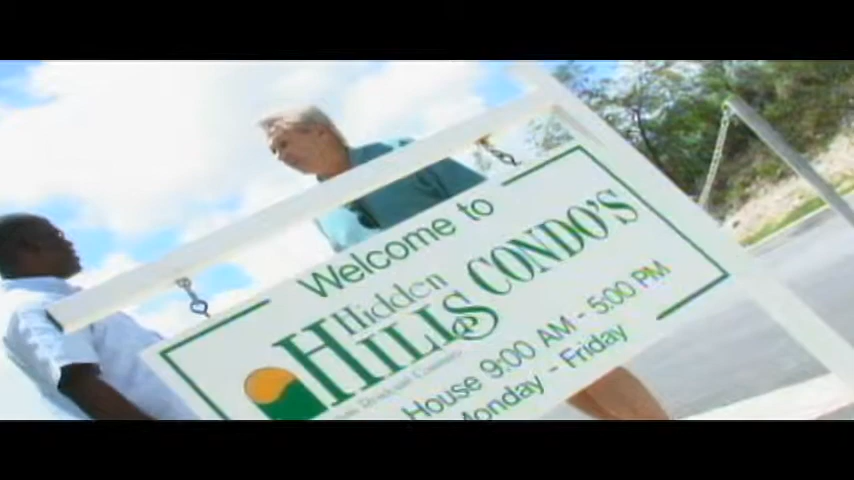 Welcome to
Hidden
HILLS CONDO'S
House 9:00 AM - 5:00 PM
Monday - Friday